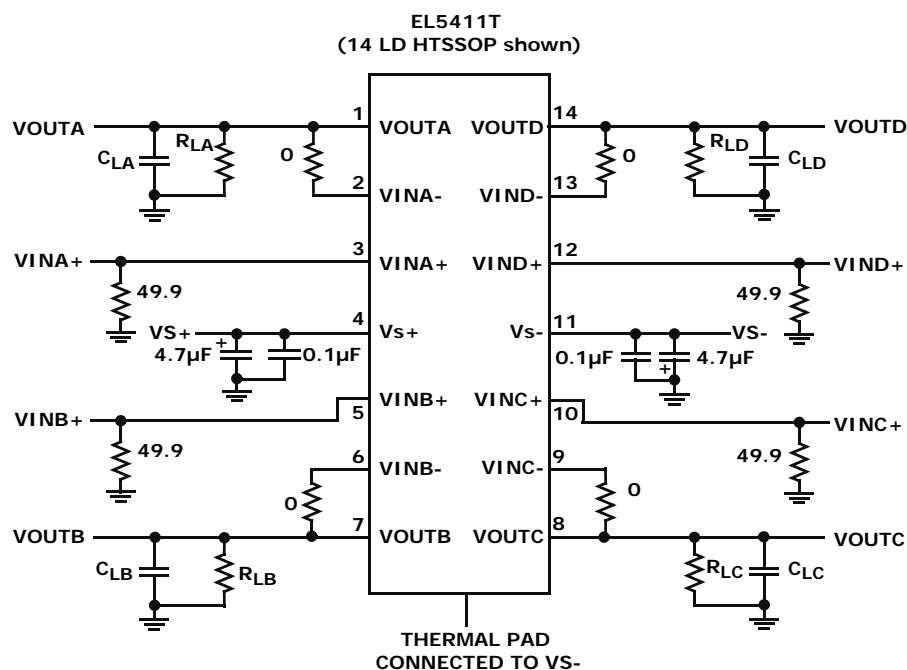 EL5411T
(14 LD HTSSOP shown)
VOUTA
CLA
RLA
0
1
VOUTA
VOUTD
14
0
RLD
CLD
VOUTD
2
VINA-
VIND-
13
VINA+
3
VINA+
VIND+
12
VIND+
49.9
49.9
VS+
4
Vs+
Vs-
11
VS-
4.7µF
+
0.1µF
0.1µF
+
4.7µF
VINB+
5
VINB+
VINC+
10
VINC+
49.9
49.9
6
VINB-
VINC-
9
0
0
VOUTB
7
VOUTB
VOUTC
8
VOUTC
CLB
RLB
RLC
CLC
THERMAL PAD
CONNECTED TO VS-